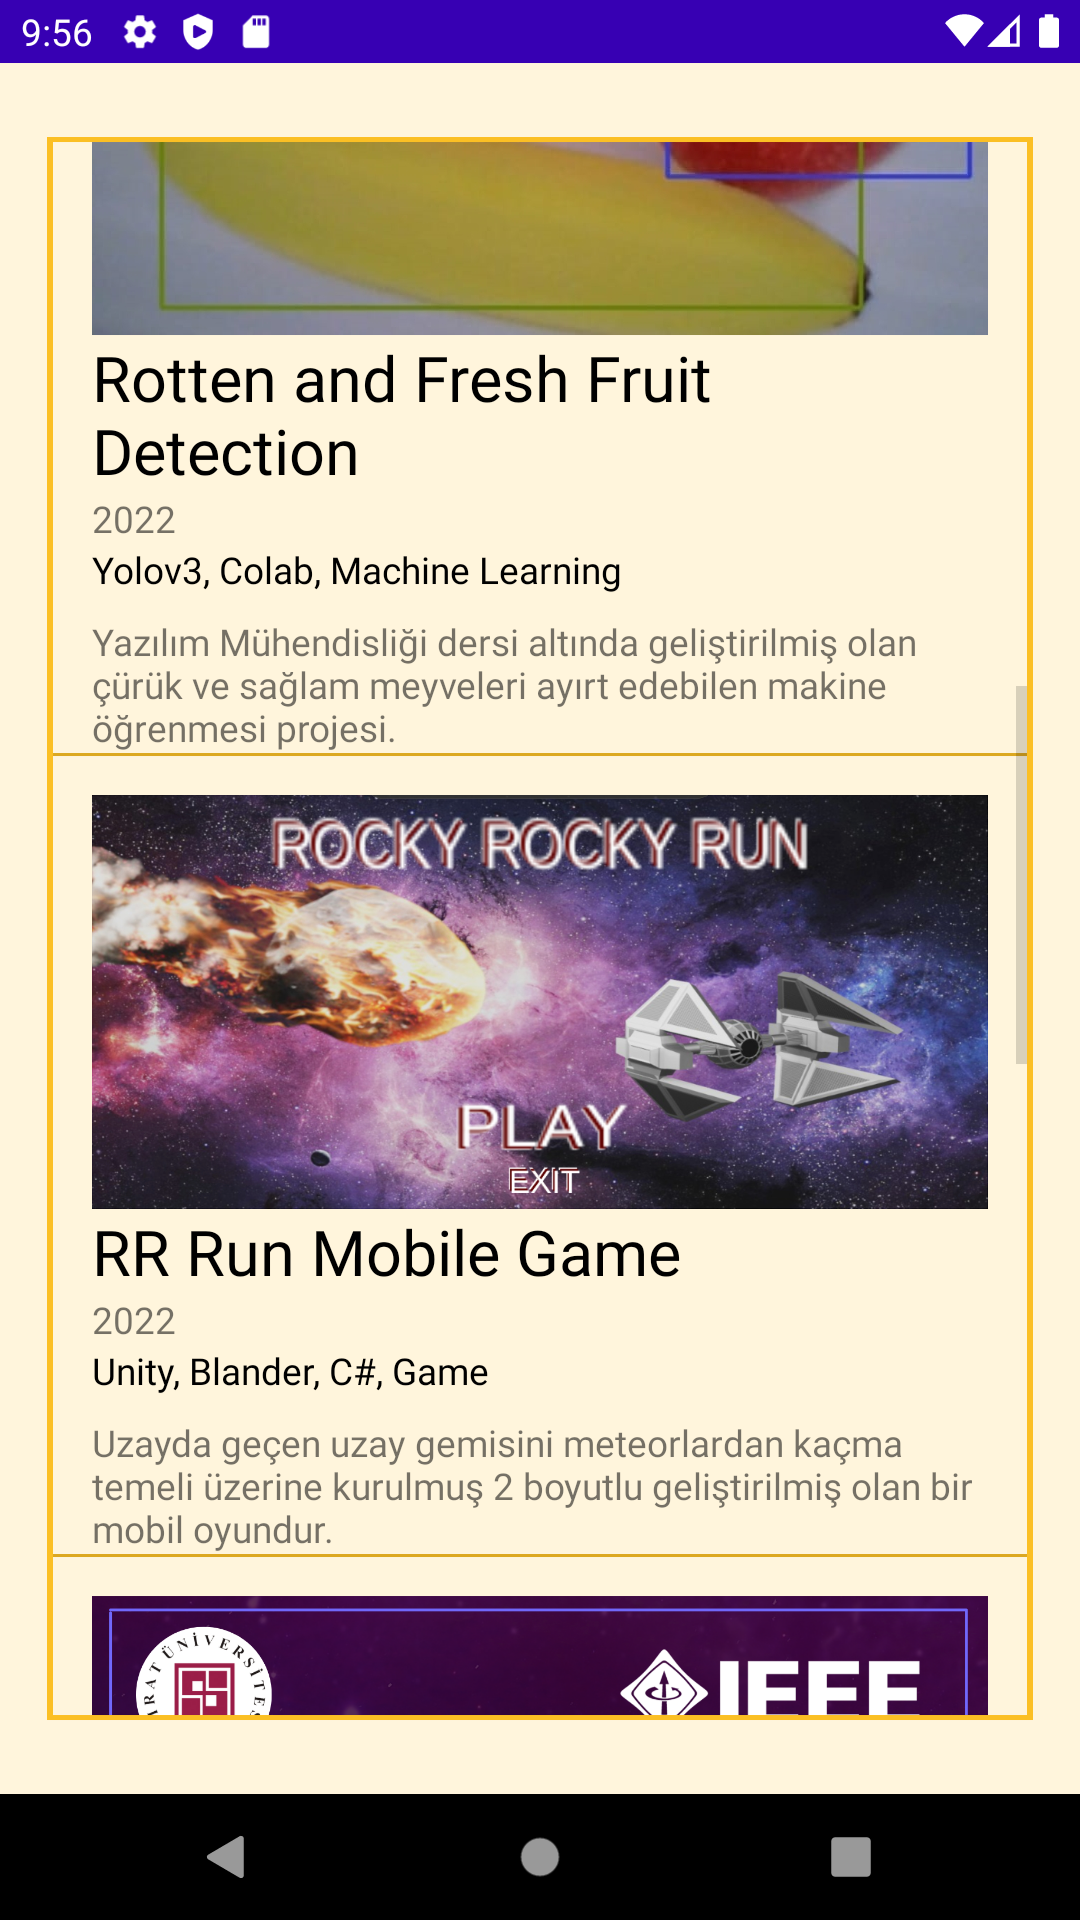 9:56
Rotten and Fresh Fruit
Detection
2022
Yolov3, Colab, Machine Learning
Yazılım Mühendisliği dersi altında geliştirilmiş olan
çürük ve sağlam meyveleri ayırt edebilen makine
öğrenmesi projesi.
ROCKY ROCKY RUN
PLAY
EXIT
RR Run Mobile Game
2022
Unity, Blander, C#, Game
Uzayda geçen uzay gemisini meteorlardan kaçma
temeli üzerine kurulmuş 2 boyutlu geliştirilmiş olan bir
mobil oyundur.
IEEE